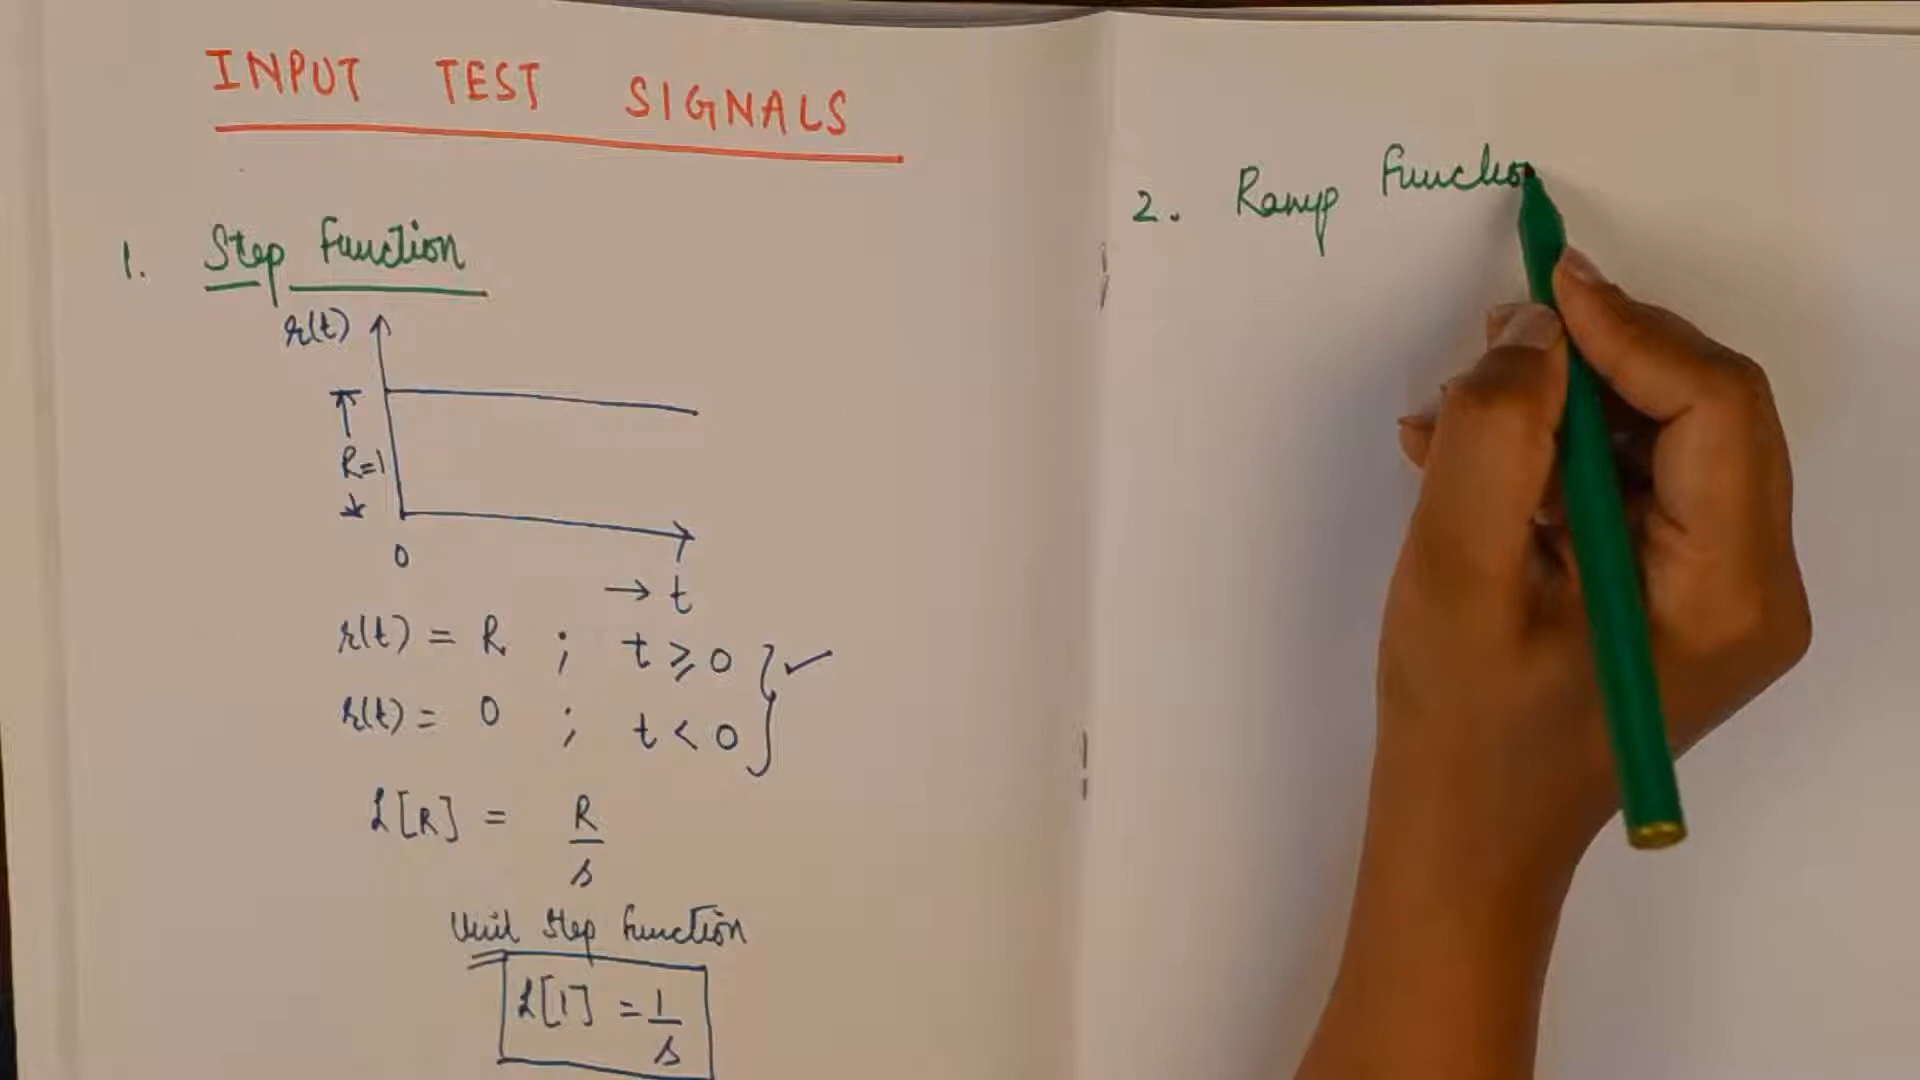 INPUT TEST SIGNALS
1. Step function
r(t)
R=1
0
→ t
r(t) = R ; t ≥ 0
r(t) = 0 ; t < 0
L[R] = R/s
Unit step function
L[1] = 1/s
2. Ramp functio